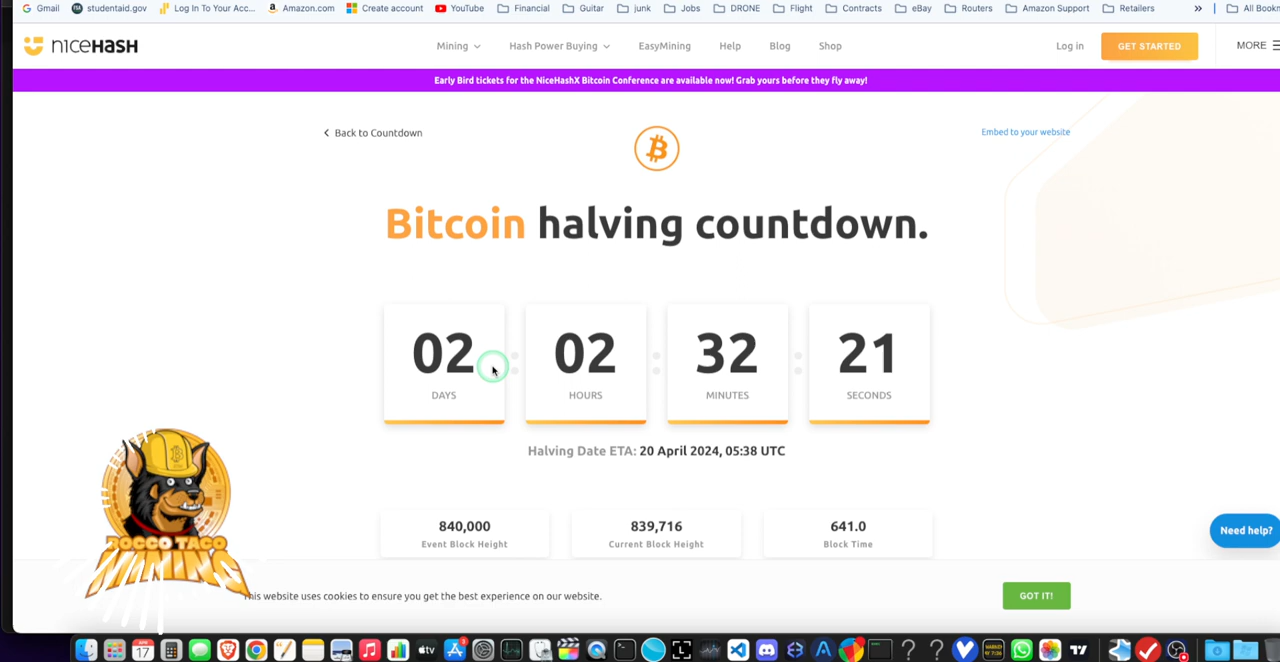 Gmail studentaid.gov Log In To Your Acc... Amazon.com Create account YouTube Financial Guitar junk Jobs DRONE Flight Contracts eBay Routers Amazon Support Retailers » All Bookm
niceHASH Mining Hash Power Buying EasyMining Help Blog Shop Log in GET STARTED MORE
Early Bird tickets for the NiceHashX Bitcoin Conference are available now! Grab yours before they fly away!
Back to Countdown
Embed to your website
Bitcoin halving countdown.
02 02 32 21
DAYS HOURS MINUTES SECONDS
Halving Date ETA: 20 April 2024, 05:38 UTC
840,000 839,716 641.0
Event Block Height Current Block Height Block Time
Need help?
ROCCO TACO
MINING
This website uses cookies to ensure you get the best experience on our website.
GOT IT!
17
tv